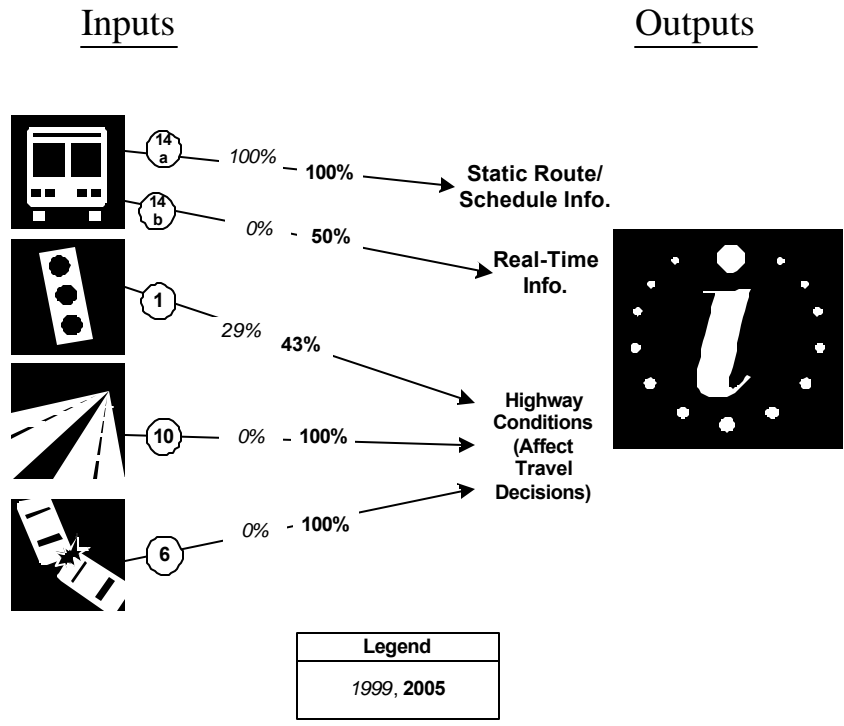 Inputs
Outputs
14
a
100%
100%
Static Route/
Schedule Info.
14
b
0%
50%
Real-Time
Info.
1
29%
43%
Highway
Conditions
(Affect
Travel
Decisions)
10
0%
100%
6
0%
100%
i
Legend
1999, 2005